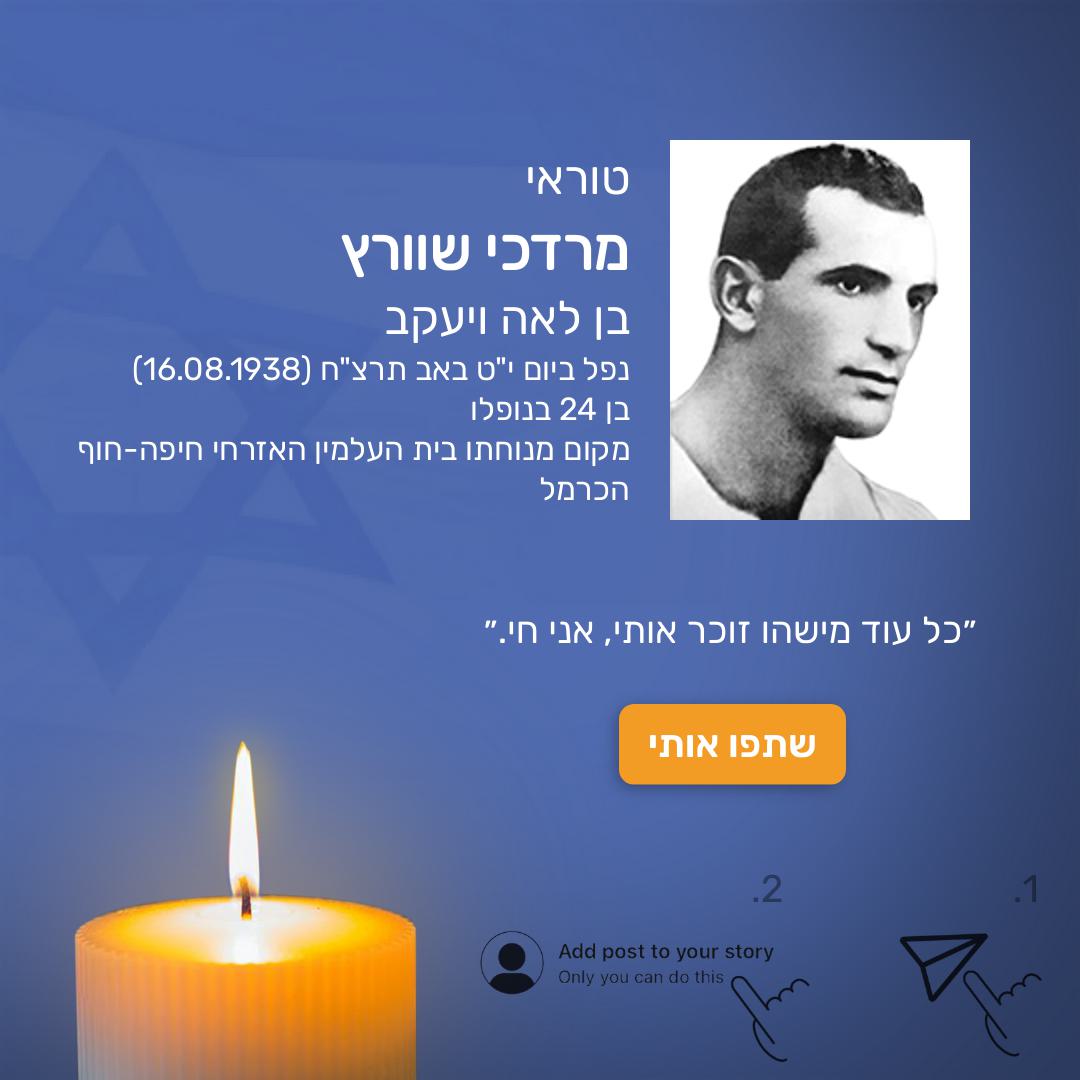 טוראי
מרדכי שוורץ
בן לאה ויעקב
נפל ביום י"ט באב תרצ"ח (16.08.1938)
בן 24 בנופלו
מקום מנוחתו בית העלמין האזרחי חיפה-חוף
הכרמל
״כל עוד מישהו זוכר אותי, אני חי.״
שתפו אותי
.1
.2
Add post to your story
Only you can do this